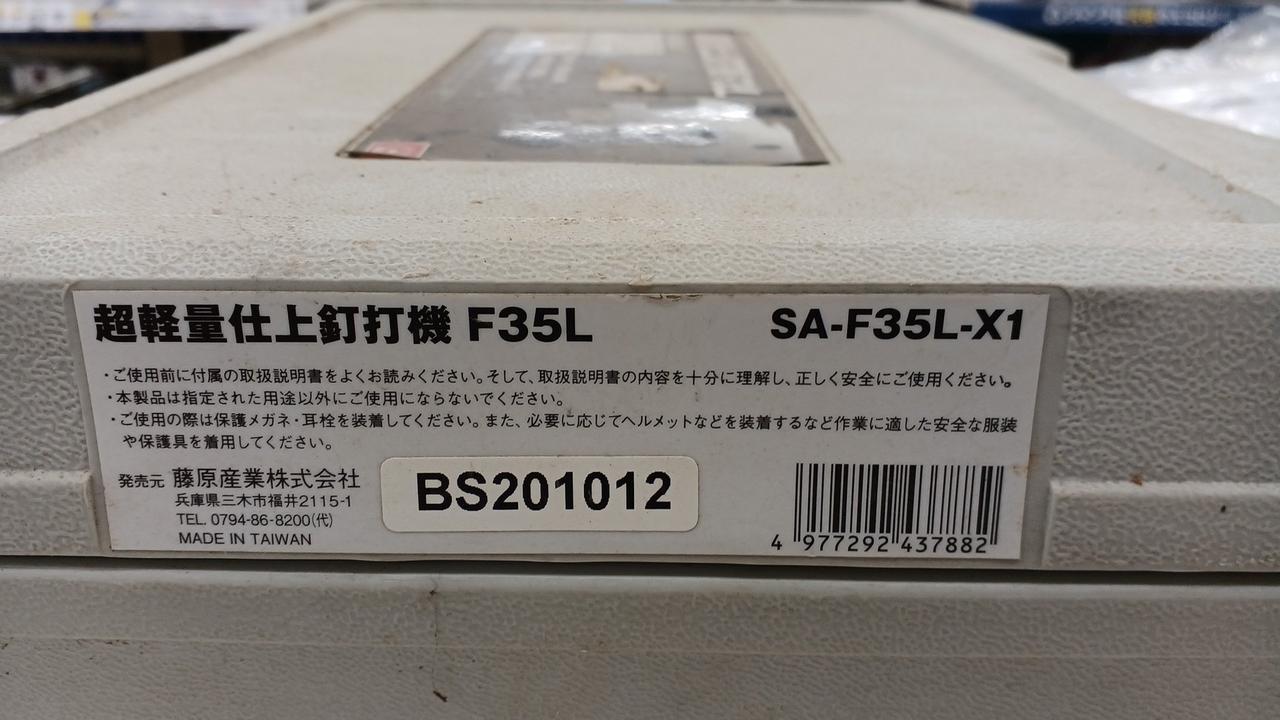 超軽量仕上釘打機 F35L
SA-F35L-X1
・ご使用前に付属の取扱説明書をよくお読みください。そして、取扱説明書の内容を十分に理解し、正しく安全にご使用ください。
・本製品は指定された用途以外にご使用にならないでください。
・ご使用の際は保護メガネ・耳栓を装着してください。また、必要に応じてヘルメットなどを装着するなど作業に適した安全な服装
や保護具を着用してください。
発売元 藤原産業株式会社
兵庫県三木市福井2115-1
TEL. 0794-86-8200(代)
MADE IN TAIWAN
BS201012
4 977292 437882